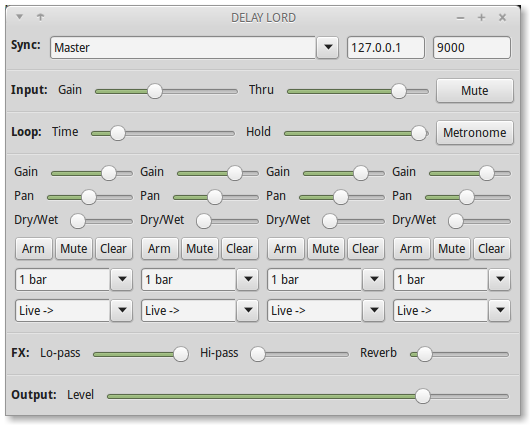 DELAY LORD
Sync: Master 127.0.0.1 9000
Input: Gain Thru Mute
Loop: Time Hold Metronome
Gain Gain Gain Gain
Pan Pan Pan Pan
Dry/Wet Dry/Wet Dry/Wet Dry/Wet
Arm Mute Clear Arm Mute Clear Arm Mute Clear Arm Mute Clear
1 bar 1 bar 1 bar 1 bar
Live -> Live -> Live -> Live ->
FX: Lo-pass Hi-pass Reverb
Output: Level